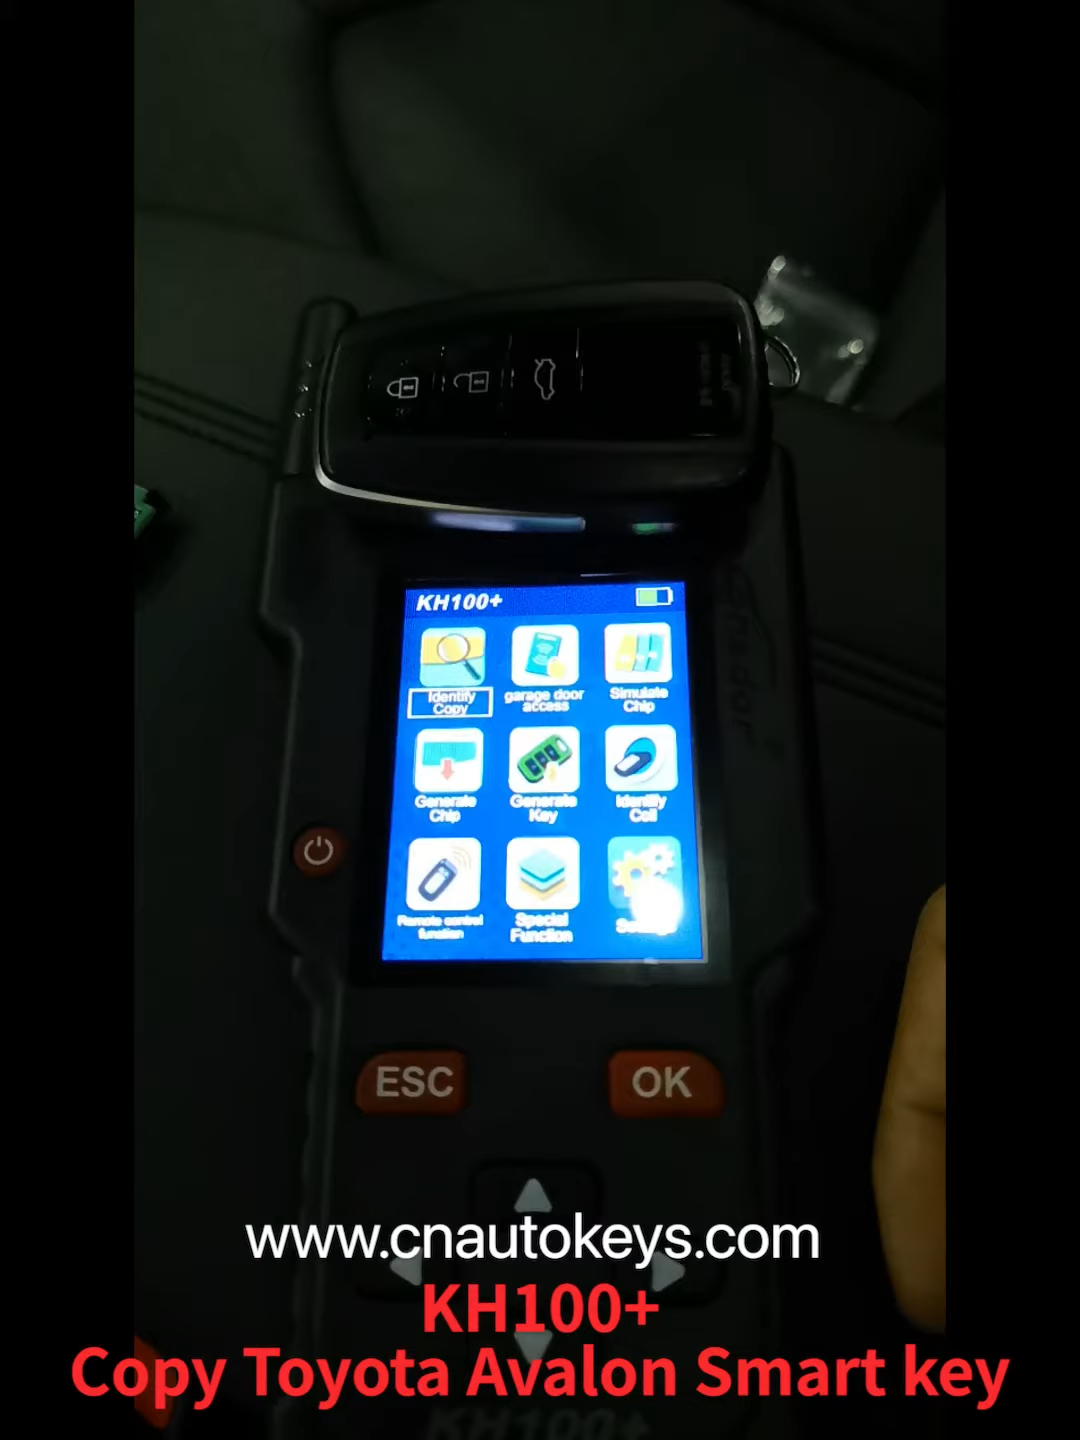 KH100+
Identify
Copy
garage door
access
Simulate
Chip
Generate
Chip
Generate
Key
Identify
Coil
Remote control
function
Special
Function
ESC
OK
www.cnautokeys.com
KH100+
Copy Toyota Avalon Smart key
KH100+